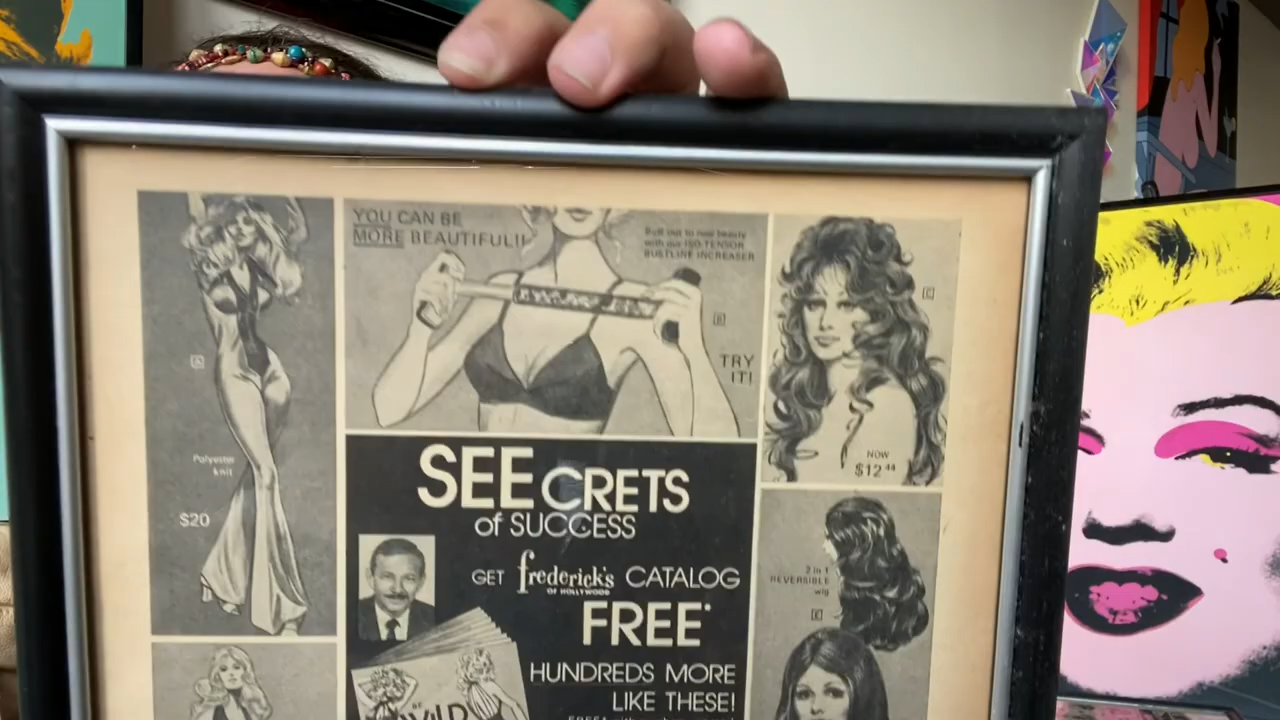 YOU CAN BE
MORE BEAUTIFUL!!
Built out to new beauty
with our ISO-TENSOR
BUSTLINE INCREASER
TRY
IT!
Polyester
knit
$20
NOW
$12.44
SEECRETS
of SUCCESS
GET frederick's CATALOG
OF HOLLYWOOD
FREE*
HUNDREDS MORE
LIKE THESE!
2 in 1
REVERSIBLE
wig